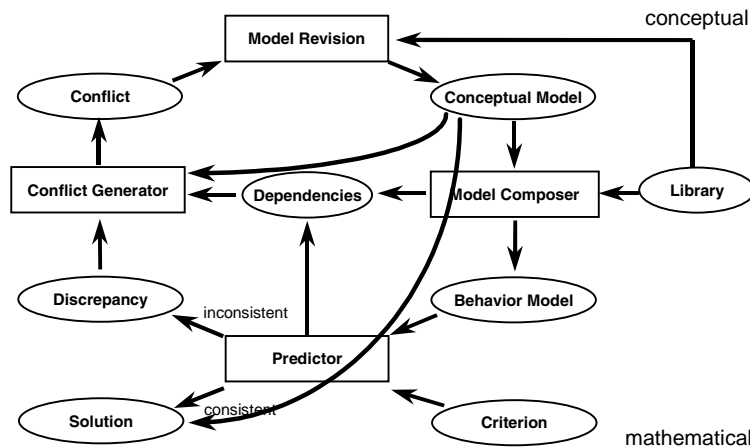 conceptual
Model Revision
Conflict
Conceptual Model
Conflict Generator
Dependencies
Model Composer
Library
Discrepancy
inconsistent
Behavior Model
Predictor
Solution
consistent
Criterion
mathematical